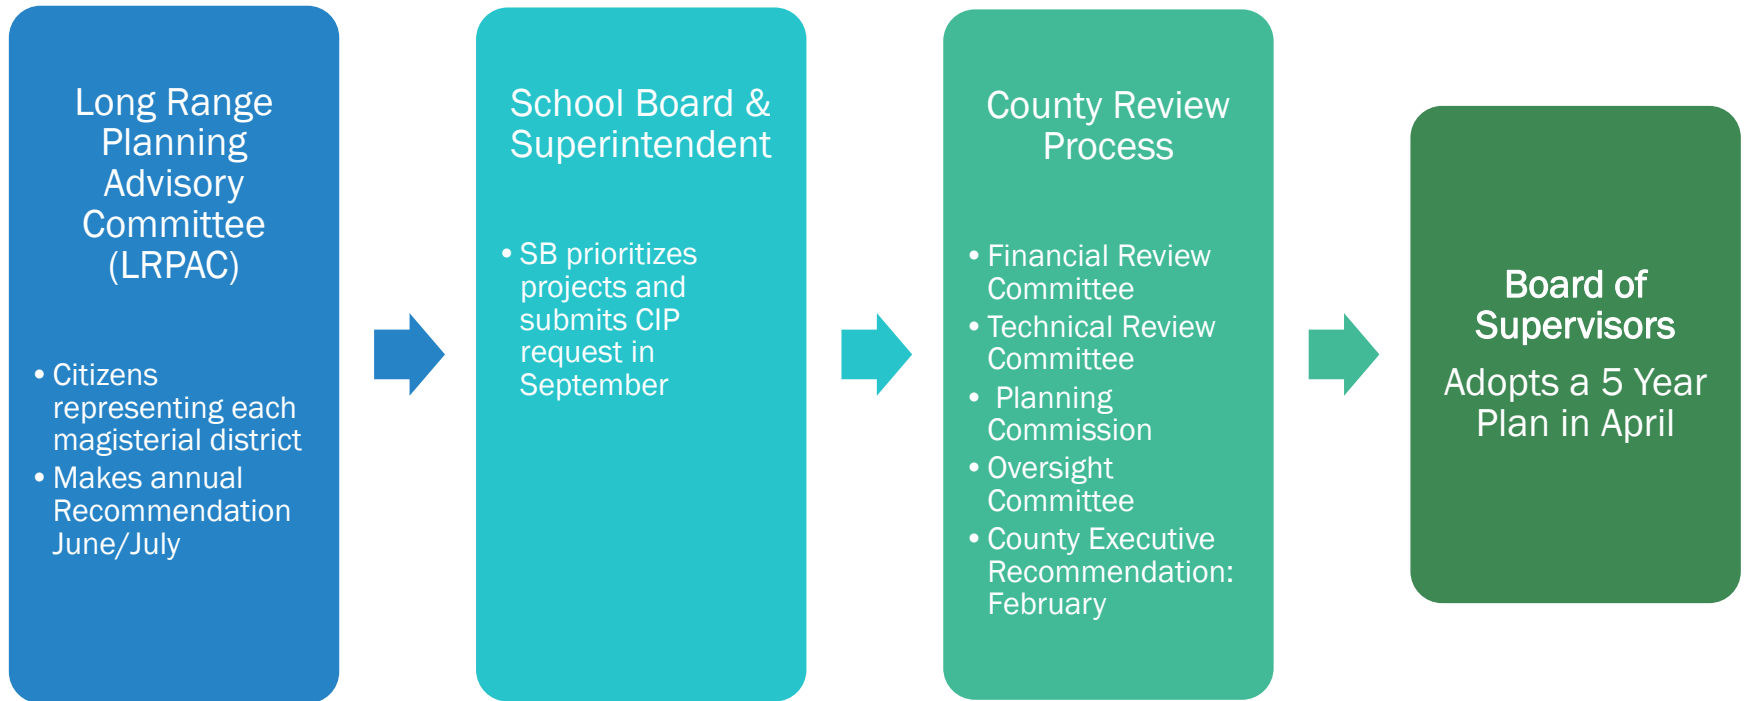 Long Range
Planning
Advisory
Committee
(LRPAC)
• Citizens
representing each
magisterial district
• Makes annual
Recommendation
June/July
School Board &
Superintendent
• SB prioritizes
projects and
submits CIP
request in
September
County Review
Process
• Financial Review
Committee
• Technical Review
Committee
• Planning
Commission
• Oversight
Committee
• County Executive
Recommendation:
February
Board of
Supervisors
Adopts a 5 Year
Plan in April